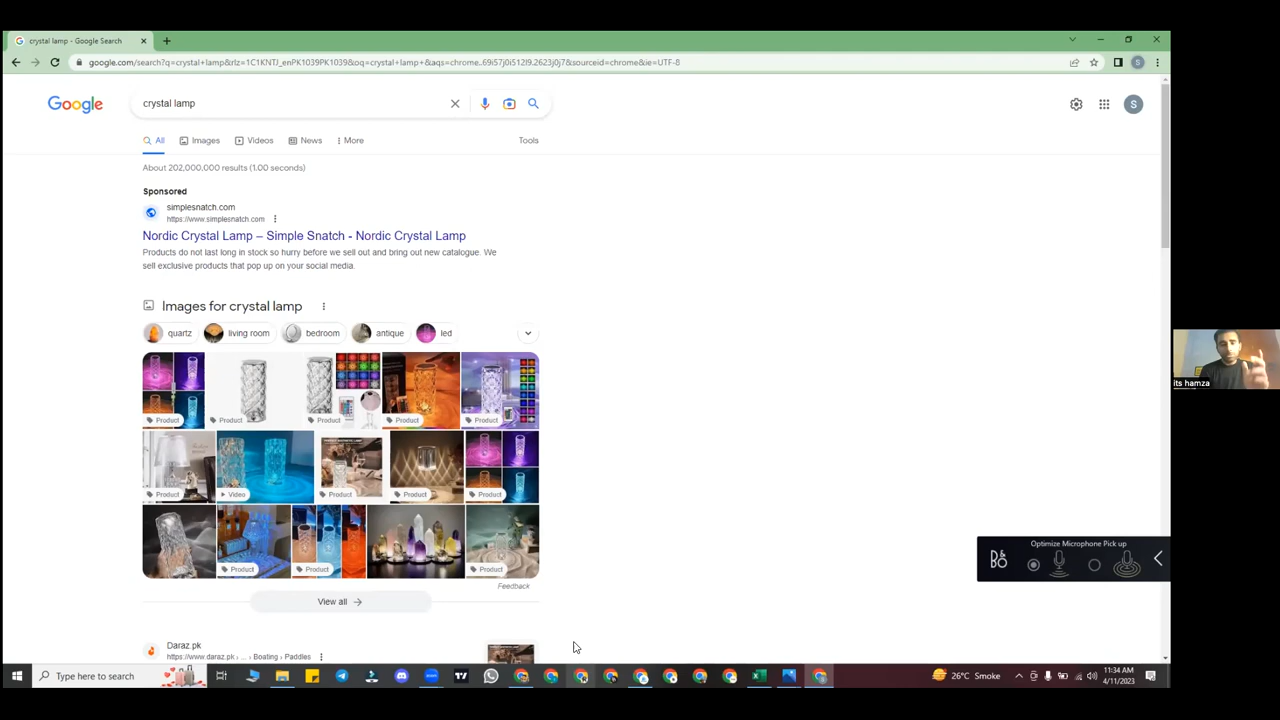 crystal lamp - Google Search
google.com/search?q=crystal+lamp&rlz=1C1KNTJ_enPK1039PK1039&oq=crystal+lamp+&aqs=chrome..69i57j0i512l9.2623j0j7&sourceid=chrome&ie=UTF-8
S
Google
crystal lamp
S
All
Images
Videos
News
More
Tools
About 202,000,000 results (1.00 seconds)
Sponsored
simplesnatch.com
https://www.simplesnatch.com
Nordic Crystal Lamp – Simple Snatch - Nordic Crystal Lamp
Products do not last long in stock so hurry before we sell out and bring out new catalogue. We
sell exclusive products that pop up on your social media.
Images for crystal lamp
quartz
living room
bedroom
antique
led
Product
Product
Product
Product
Product
Product
Video
Product
Product
Product
Product
Product
Product
Feedback
View all
Daraz.pk
https://www.daraz.pk › ... › Boating › Paddles
its hamza
Optimize Microphone Pick up
B&O
Type here to search
26°C Smoke
11:34 AM
4/11/2023